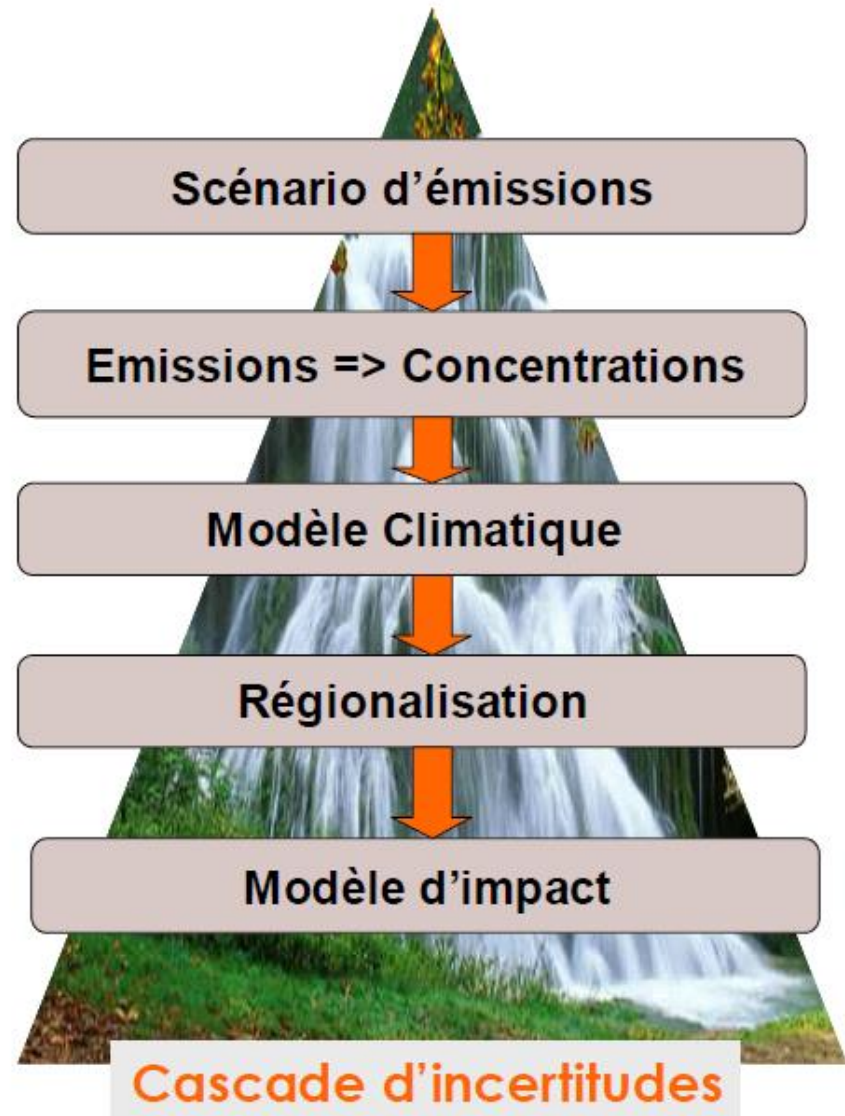 Scénario d'émissions
Emissions => Concentrations
Modèle Climatique
Régionalisation
Modèle d'impact
Cascade d'incertitudes